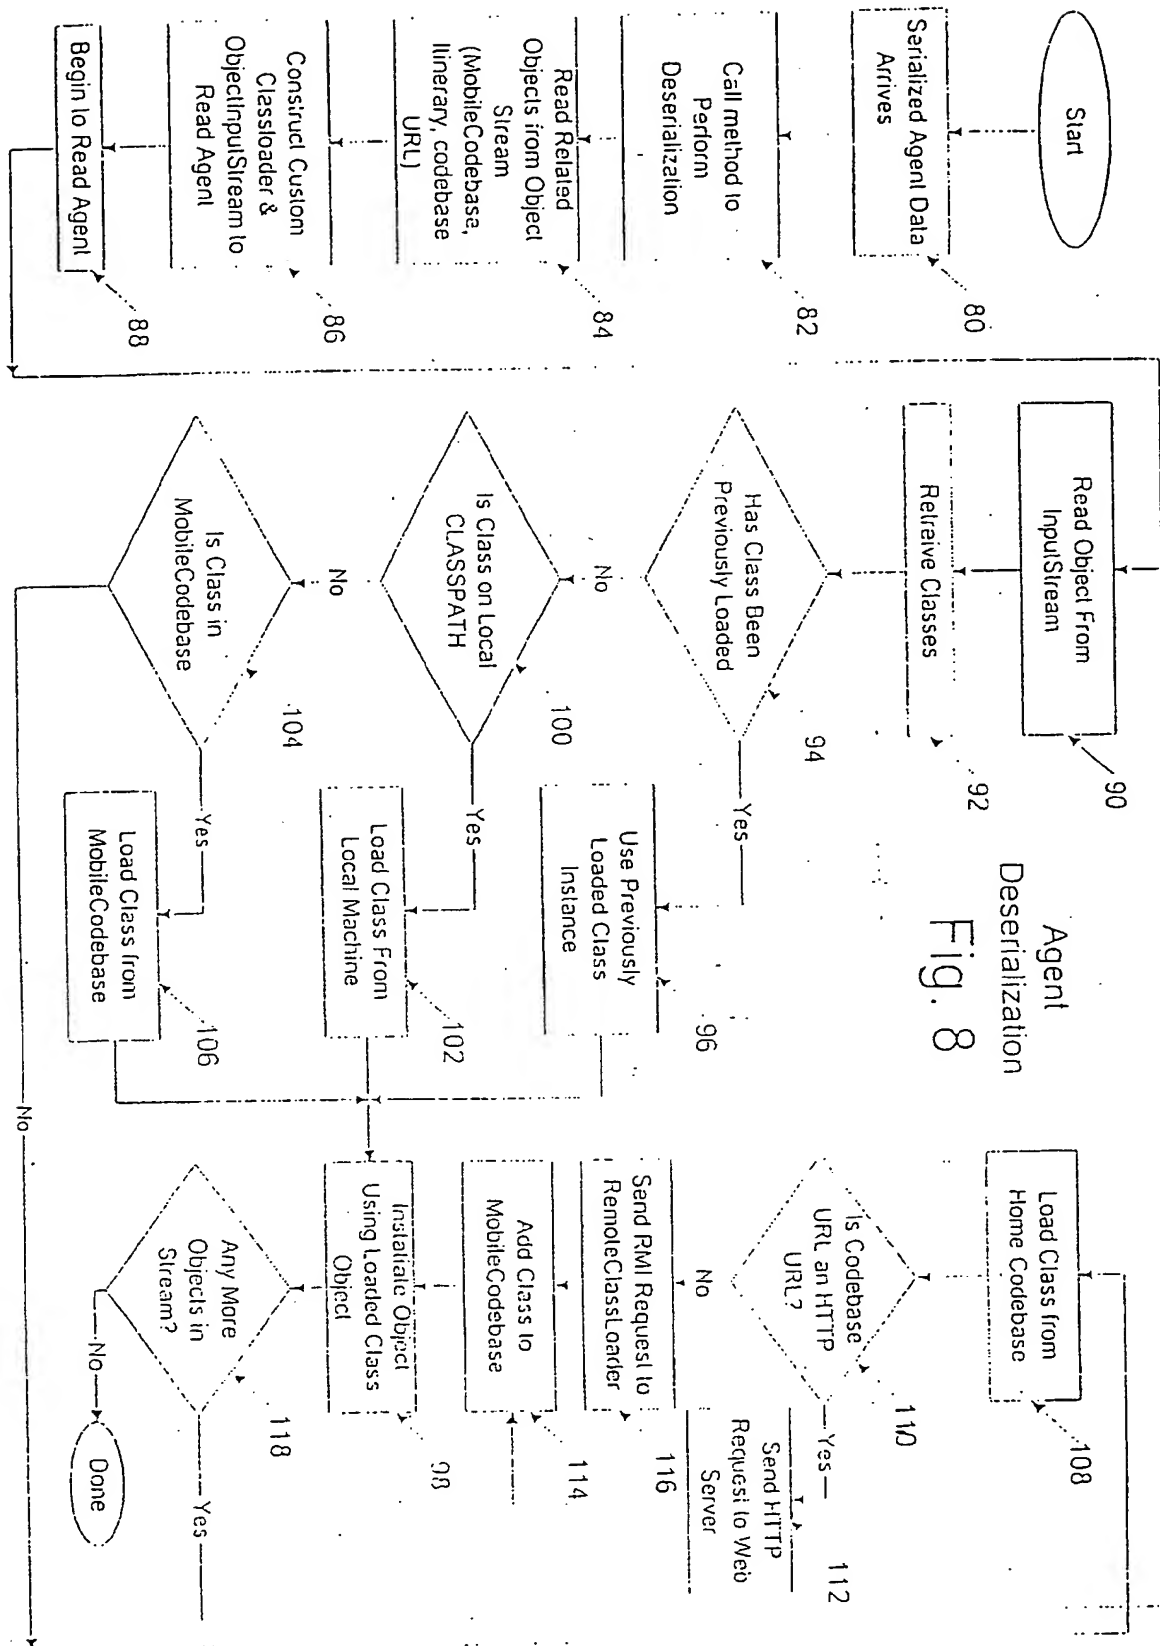 Agent
Deserialization
Fig. 8
Start
Serialized Agent Data
Arrives
80
Call method to
Perform
Deserialization
82
Read Related
Objects from Object
Stream
(MobileCodebase,
Itinerary, codebase
URL)
84
Construct Custom
Classloader &
ObjectInputStream to
Read Agent
86
Begin to Read Agent
88
Read Object From
InputStream
90
Retreive Classes
92
Has Class Been
Previously Loaded
94
Yes
No
Use Previously
Loaded Class
Instance
96
Is Class on Local
CLASSPATH
100
Yes
No
Load Class From
Local Machine
102
Is Class in
MobileCodebase
104
Yes
No
Load Class from
MobileCodebase
106
Load Class from
Home Codebase
108
Is Codebase
URL an HTTP
URL?
110
Yes
No
Send HTTP
Request to Web
Server
112
Send RMI Request to
RemoteClassLoader
116
Add Class to
MobileCodebase
114
Instatiate Object
Using Loaded Class
Object
98
Any More
Objects in
Stream?
118
Yes
No
Done